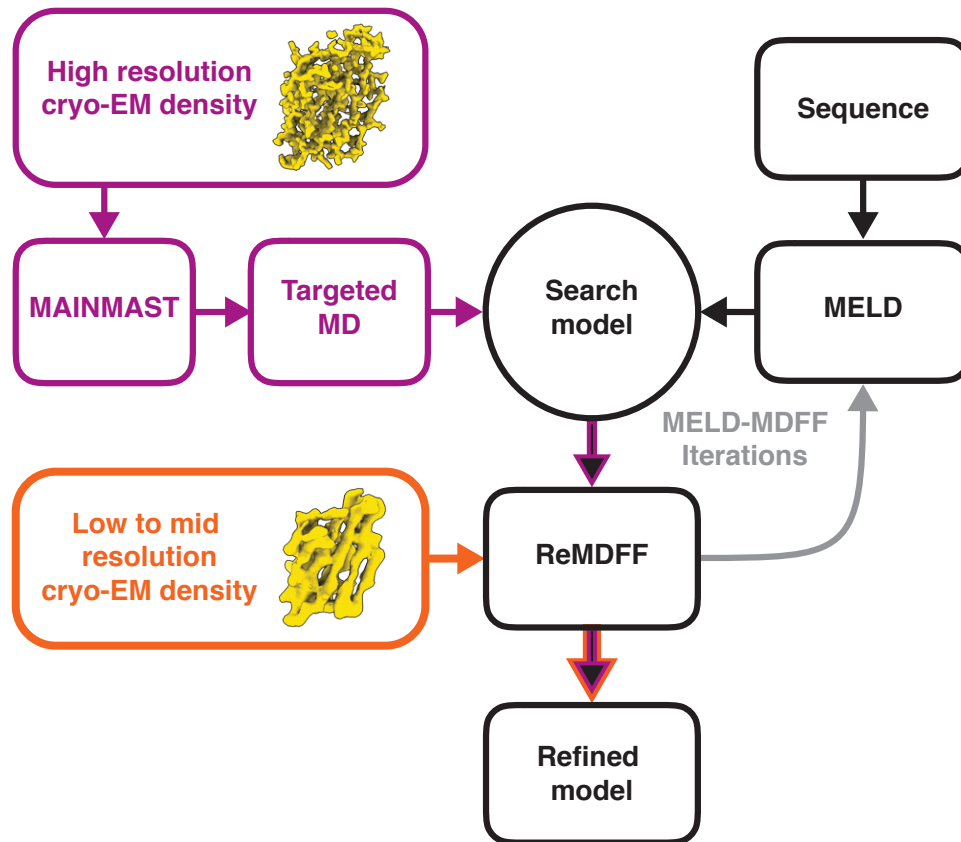 High resolution
cryo-EM density
Sequence
MAINMAST
Targeted
MD
Search
model
MELD
MELD-MDFF
Iterations
Low to mid
resolution
cryo-EM density
ReMDFF
Refined
model